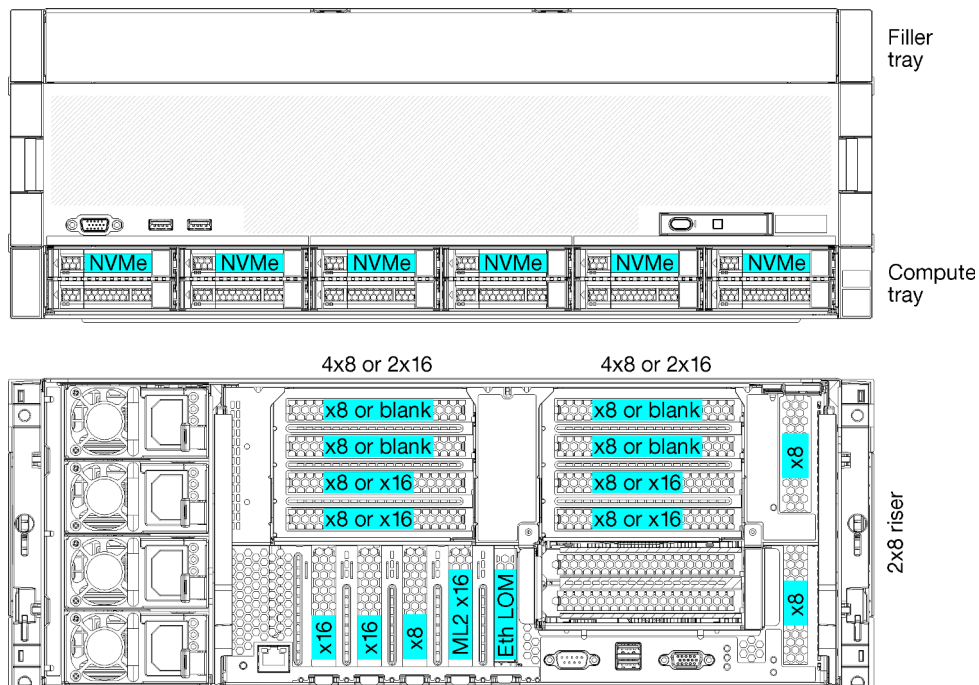 Filler
tray
NVMe NVMe NVMe NVMe NVMe NVMe
Compute
tray
4x8 or 2x16 4x8 or 2x16
x8 or blank x8 or blank
x8 or blank x8 or blank
x8 or x16 x8 or x16
x8 or x16 x8 or x16
x8
2x8 riser
x16
x16
x8
ML2 x16
Eth LOM
x8